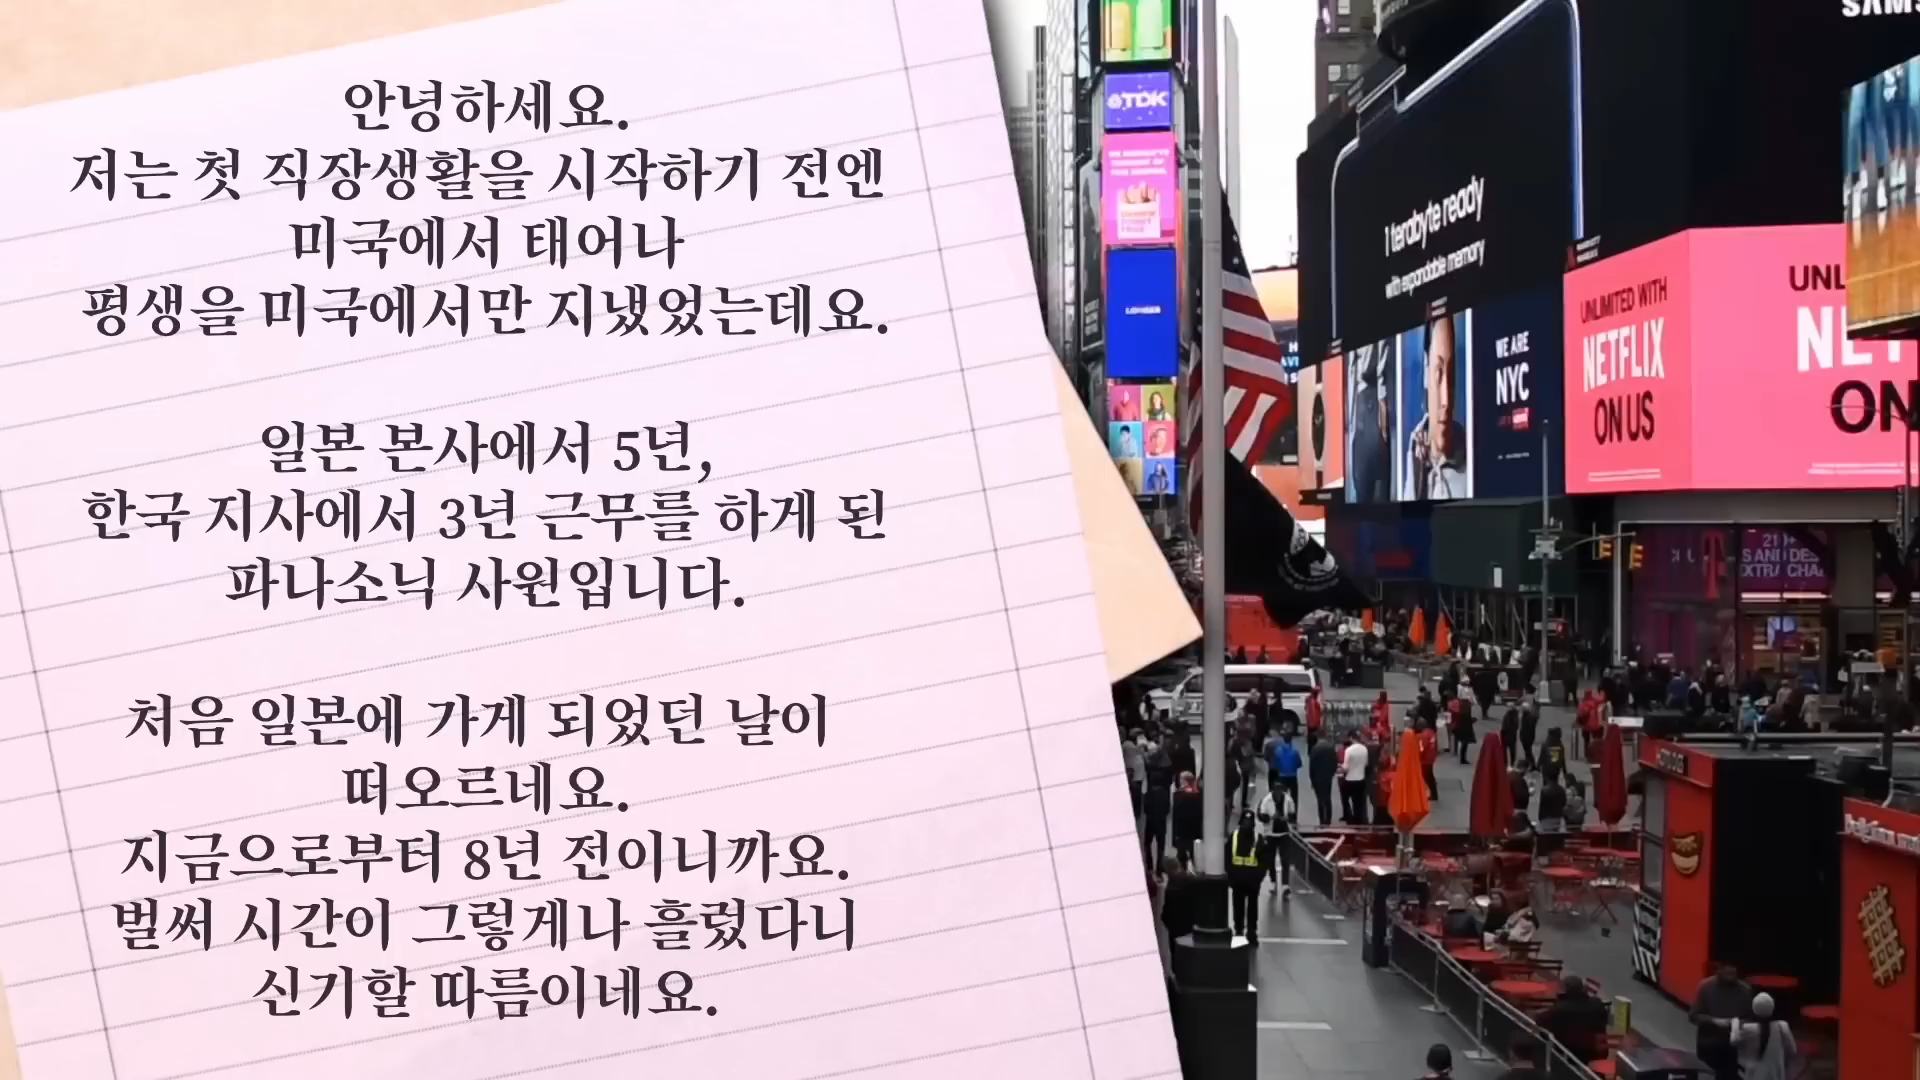 안녕하세요.
저는 첫 직장생활을 시작하기 전엔
미국에서 태어나
평생을 미국에서만 지냈었는데요.
일본 본사에서 5년,
한국 지사에서 3년 근무를 하게 된
파나소닉 사원입니다.
처음 일본에 가게 되었던 날이
떠오르네요.
지금으로부터 8년 전이니까요.
벌써 시간이 그렇게나 흘렀다니
신기할 따름이네요.
TDK
1 terabyte ready
with expandable memory
WE ARE
NYC
UNLIMITED WITH
NETFLIX
ON US
UNL
NET
ON